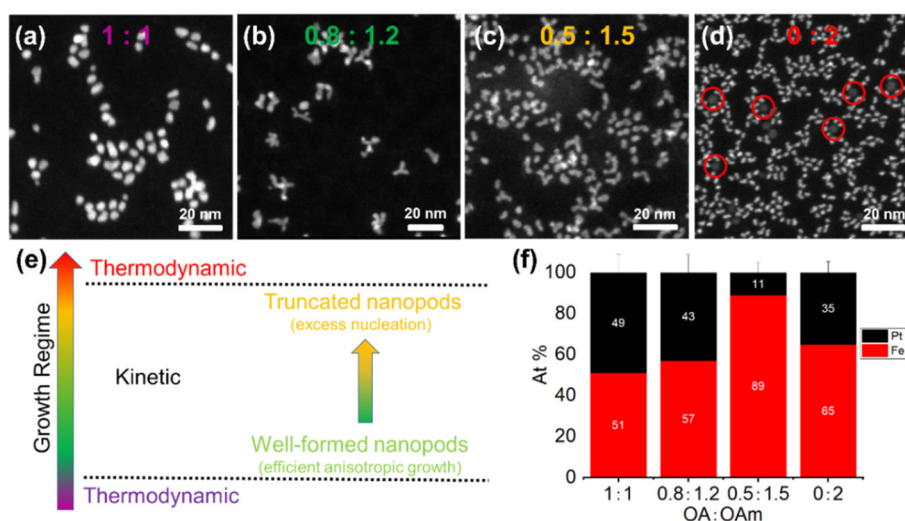 (a) 1 : 1
20 nm
(b) 0.8 : 1.2
20 nm
(c) 0.5 : 1.5
20 nm
(d) 0 : 2
20 nm
(e)
Growth Regime
Thermodynamic
Kinetic
Thermodynamic
Truncated nanopods
(excess nucleation)
Well-formed nanopods
(efficient anisotropic growth)
(f)
At %
100
80
60
40
20
0
49
51
43
57
11
89
35
65
Pt
Fe
1:1
0.8:1.2
0.5:1.5
0:2
OA:OAm